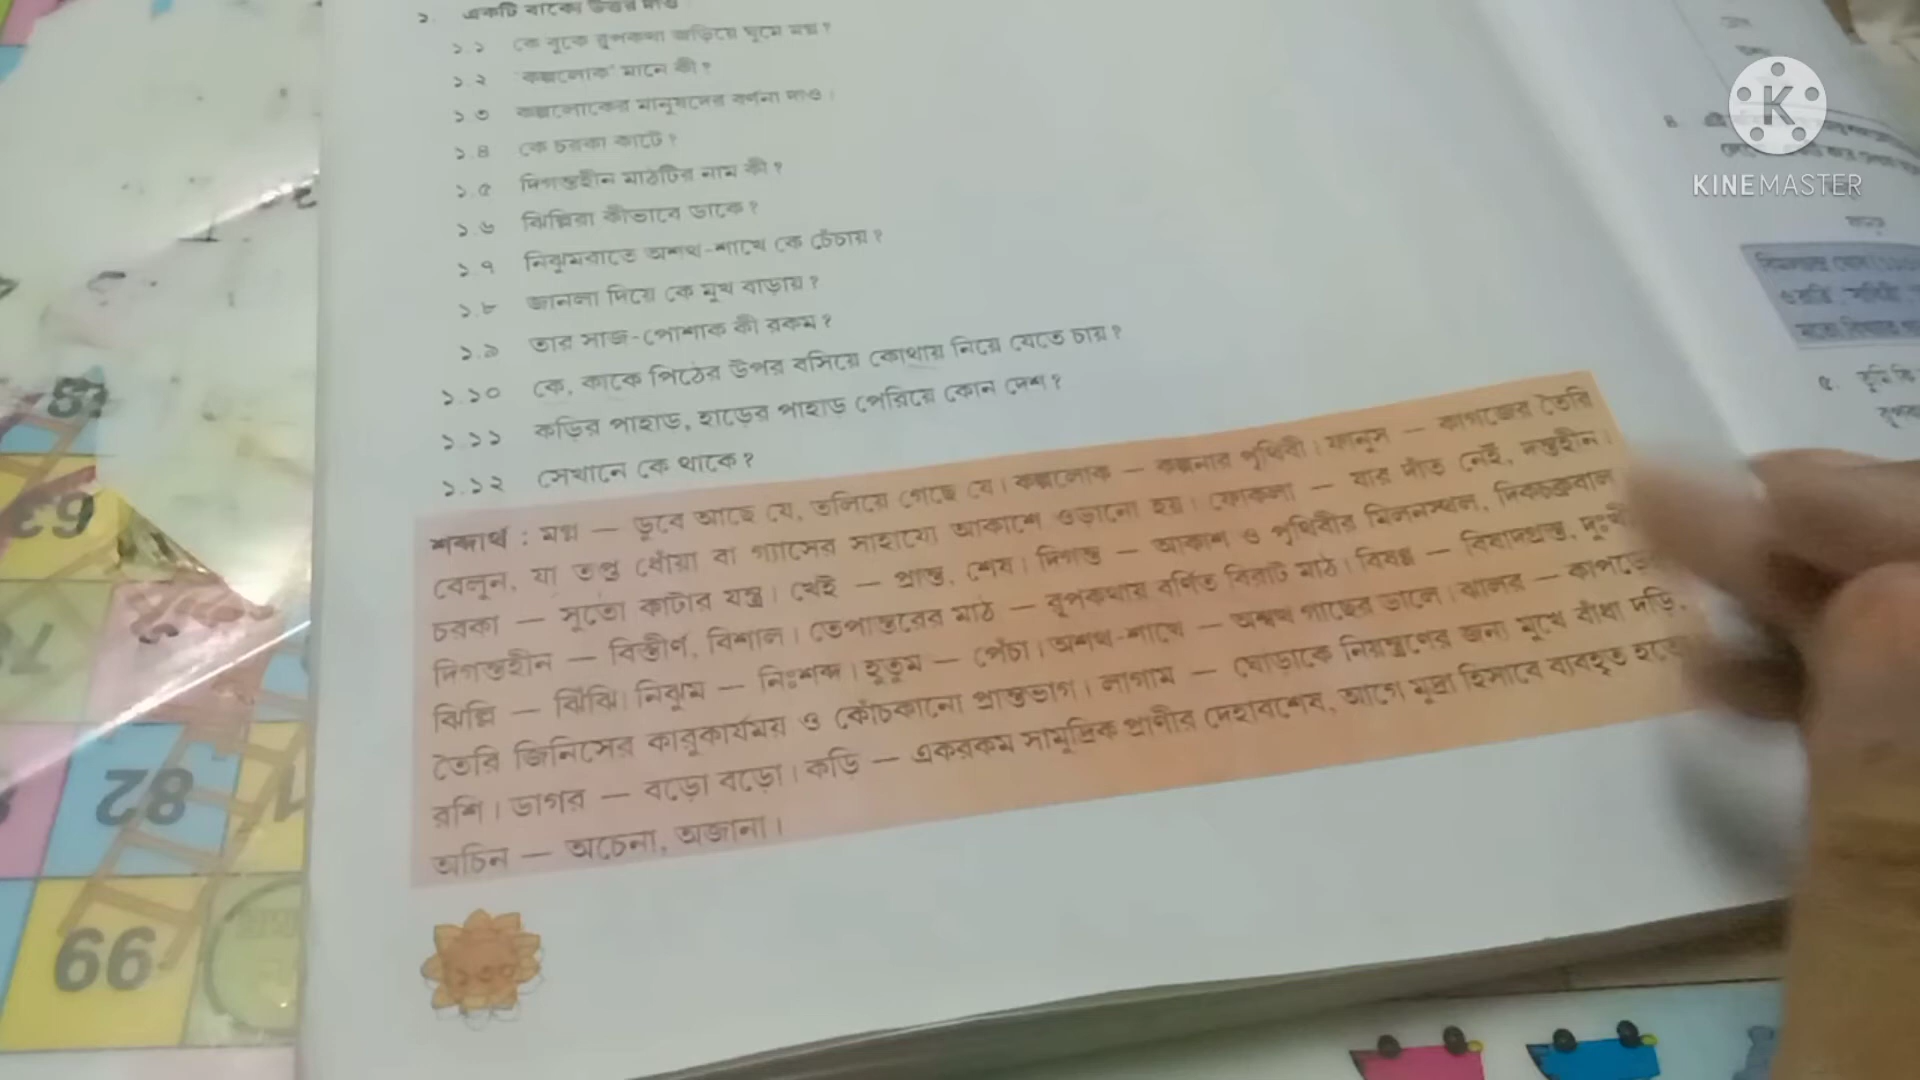 ১. একটি বাক্যে উত্তর দাও
১.১ কে বুকে রূপকথা জড়িয়ে ঘুমে মগ্ন?
১.২ 'কল্পলোক' মানে কী?
১.৩ কল্পলোকের মানুষদের বর্ণনা দাও।
১.৪ কে চরকা কাটে?
১.৫ দিগন্তহীন মাঠটির নাম কী?
১.৬ ঝিল্লিরা কীভাবে ডাকে?
১.৭ নিঝুমরাতে অশথ-শাখে কে চেঁচায়?
১.৮ জানলা দিয়ে কে মুখ বাড়ায়?
১.৯ তার সাজ-পোশাক কী রকম?
১.১০ কে, কাকে পিঠের উপর বসিয়ে কোথায় নিয়ে যেতে চায়?
১.১১ কড়ির পাহাড়, হাড়ের পাহাড় পেরিয়ে কোন দেশ?
১.১২ সেখানে কে থাকে?
শব্দার্থ : মগ্ন — ডুবে আছে যে, তলিয়ে গেছে যে। কল্পলোক — কল্পনার পৃথিবী। ফানুস — কাগজের তৈরি
বেলুন, যা তপ্ত ধোঁয়া বা গ্যাসের সাহায্যে আকাশে ওড়ানো হয়। ফোকলা — যার দাঁত নেই, দন্তহীন।
চরকা — সুতো কাটার যন্ত্র। খেই — প্রান্ত, শেষ। দিগন্ত — আকাশ ও পৃথিবীর মিলনস্থল, দিকচক্রবাল
দিগন্তহীন — বিস্তীর্ণ, বিশাল। তেপান্তরের মাঠ — রূপকথায় বর্ণিত বিরাট মাঠ। বিষণ্ণ — বিষাদগ্রস্ত,
ঝিল্লি — ঝিঁঝি। নিঝুম — নিঃশব্দ। হুতুম — পেঁচা। অশথ-শাখে — অশ্বত্থ গাছের ডালে। ঝালর —
তৈরি জিনিসের কারুকার্যময় ও কোঁচকানো প্রান্তভাগ। লাগাম — ঘোড়াকে নিয়ন্ত্রণের জন্য মুখে বাঁধা দড়ি,
রশি। ডাগর — বড়ো বড়ো। কড়ি — একরকম সামুদ্রিক প্রাণীর দেহাবশেষ, আগে মুদ্রা হিসাবে ব্যবহৃত
অচিন — অচেনা, অজানা।
৪
৫. তুমি কি
63
82
99
K
KINEMASTER